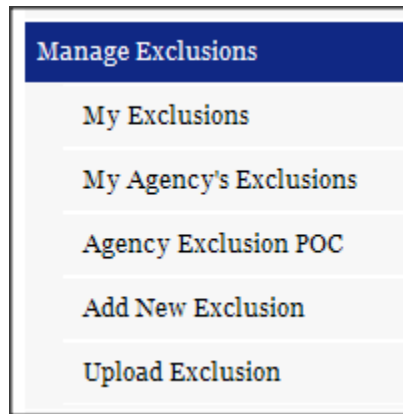 Manage Exclusions
My Exclusions
My Agency's Exclusions
Agency Exclusion POC
Add New Exclusion
Upload Exclusion